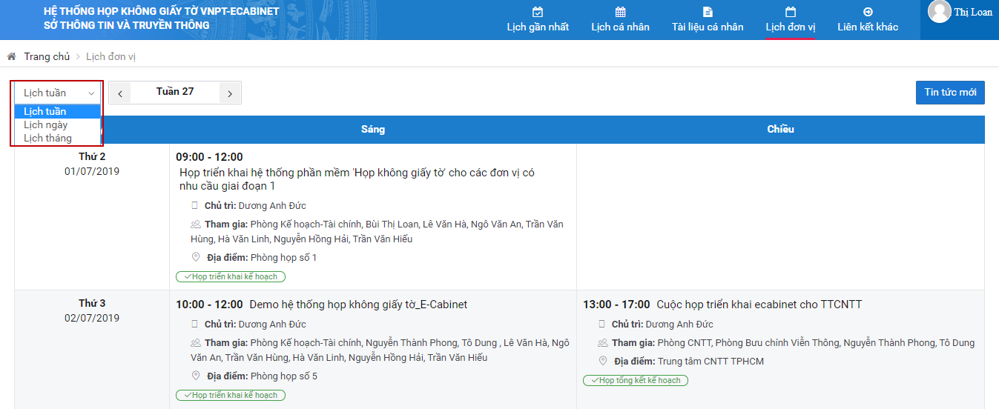 HỆ THỐNG HỌP KHÔNG GIẤY TỜ VNPT-ECABINET
SỞ THÔNG TIN VÀ TRUYỀN THÔNG
Lịch gần nhất
Lịch cá nhân
Tài liệu cá nhân
Lịch đơn vị
Liên kết khác
Thị Loan
Trang chủ > Lịch đơn vị
Lịch tuần
Tuần 27
Tin tức mới
Lịch tuần
Lịch ngày
Lịch tháng
Sáng
Chiều
Thứ 2
01/07/2019
09:00 - 12:00
Họp triển khai hệ thống phần mềm 'Họp không giấy tờ' cho các đơn vị có
nhu cầu giai đoạn 1
Chủ trì: Dương Anh Đức
Tham gia: Phòng Kế hoạch-Tài chính, Bùi Thị Loan, Lê Văn Hà, Ngô Văn An, Trần Văn
Hùng, Hà Văn Linh, Nguyễn Hồng Hải, Trần Văn Hiếu
Địa điểm: Phòng họp số 1
Họp triển khai kế hoạch
Thứ 3
02/07/2019
10:00 - 12:00 Demo hệ thống họp không giấy tờ_E-Cabinet
Chủ trì: Dương Anh Đức
Tham gia: Phòng Kế hoạch-Tài chính, Nguyễn Thành Phong, Tô Dung , Lê Văn Hà, Ngô
Văn An, Trần Văn Hùng, Hà Văn Linh, Nguyễn Hồng Hải, Trần Văn Hiếu
Địa điểm: Phòng họp số 5
Họp triển khai kế hoạch
13:00 - 17:00 Cuộc họp triển khai ecabinet cho TTCNTT
Chủ trì: Dương Anh Đức
Tham gia: Phòng CNTT, Phòng Bưu chính Viễn Thông, Nguyễn Thành Phong, Tô Dung
Địa điểm: Trung tâm CNTT TPHCM
Họp tổng kết kế hoạch